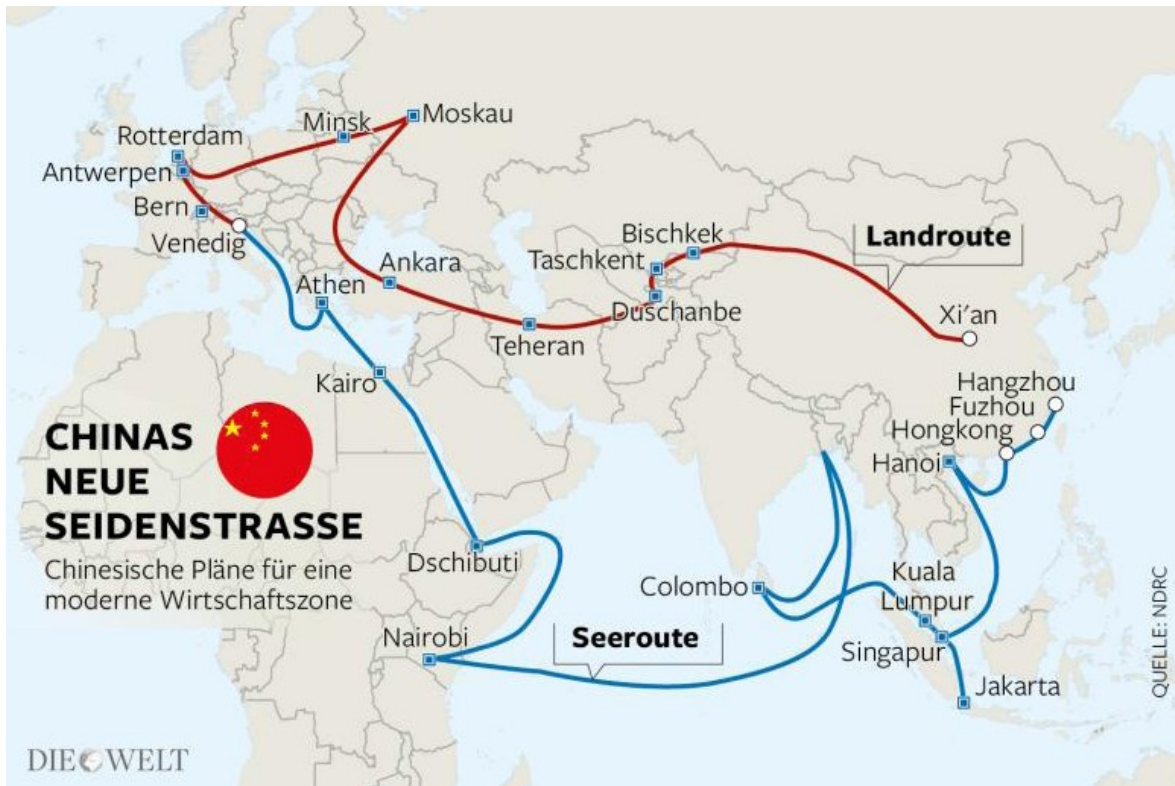 Moskau
Minsk
Rotterdam
Antwerpen
Bern
Venedig
Bischkek
Landroute
Taschkent
Ankara
Athen
Duschanbe
Xi'an
Teheran
Kairo
Hangzhou
Fuzhou
Hongkong
Hanoi
CHINAS
NEUE
SEIDENSTRASSE
Chinesische Pläne für eine
moderne Wirtschaftszone
Dschibuti
Colombo
Kuala
Lumpur
Nairobi
Seeroute
Singapur
Jakarta
QUELLE: NDRC
DIE WELT